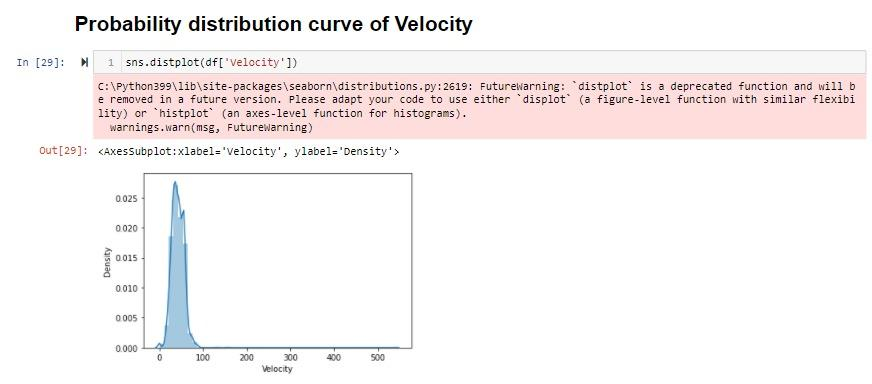 Probability distribution curve of Velocity
In [29]:
1 sns.distplot(df['Velocity'])
C:\Python399\lib\site-packages\seaborn\distributions.py:2619: FutureWarning: `distplot` is a deprecated function and will b
e removed in a future version. Please adapt your code to use either `displot` (a figure-level function with similar flexibi
lity) or `histplot` (an axes-level function for histograms).
warnings.warn(msg, FutureWarning)
Out[29]: <AxesSubplot:xlabel='Velocity', ylabel='Density'>
0.025
0.020
0.015
0.010
0.005
0.000
Density
0 100 200 300 400 500
Velocity